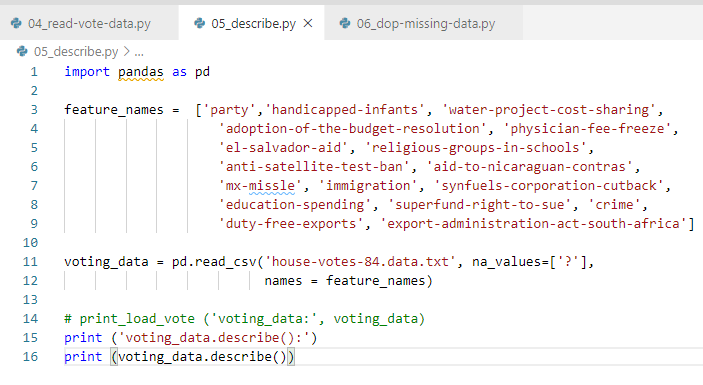 04_read-vote-data.py 05_describe.py × 06_dop-missing-data.py
05_describe.py > ...
1 import pandas as pd
2
3 feature_names =  ['party','handicapped-infants', 'water-project-cost-sharing',
4 'adoption-of-the-budget-resolution', 'physician-fee-freeze',
5 'el-salvador-aid', 'religious-groups-in-schools',
6 'anti-satellite-test-ban', 'aid-to-nicaraguan-contras',
7 'mx-missle', 'immigration', 'synfuels-corporation-cutback',
8 'education-spending', 'superfund-right-to-sue', 'crime',
9 'duty-free-exports', 'export-administration-act-south-africa']
10
11 voting_data = pd.read_csv('house-votes-84.data.txt', na_values=['?'],
12 names = feature_names)
13
14 # print_load_vote ('voting_data:', voting_data)
15 print ('voting_data.describe():')
16 print (voting_data.describe())